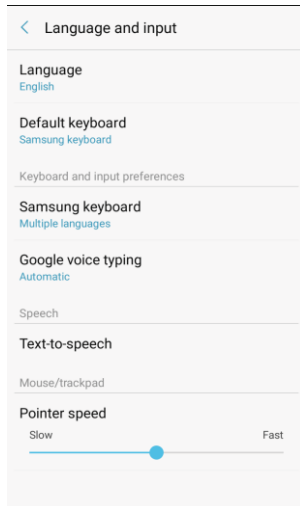 Language and input
Language
English
Default keyboard
Samsung keyboard
Keyboard and input preferences
Samsung keyboard
Multiple languages
Google voice typing
Automatic
Speech
Text-to-speech
Mouse/trackpad
Pointer speed
Slow Fast